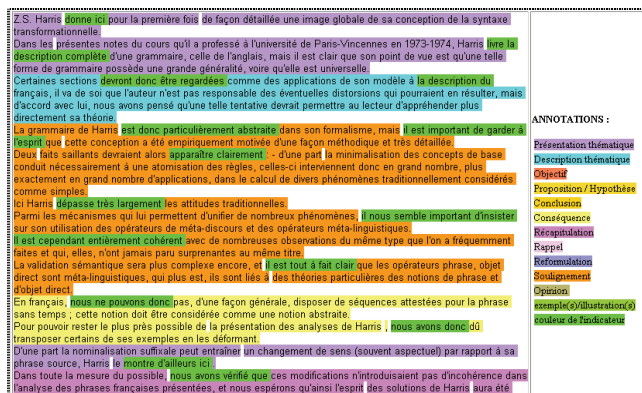 Z.S. Harris donne ici pour la première fois de façon détaillée une image globale de sa conception de la syntaxe
transformationnelle.
Dans les présentes notes du cours qu'il a professé à l'université de Paris-Vincennes en 1973-1974, Harris livre la
description complète d'une grammaire, celle de l'anglais, mais il est clair que son point de vue est qu'une telle
forme de grammaire possède une grande généralité, voire qu'elle est universelle.
Certaines sections devront donc être regardées comme des applications de son modèle à la description du
français, il va de soi que l'auteur n'est pas responsable des éventuelles distorsions qui pourraient en résulter, mais
d'accord avec lui, nous avons pensé qu'une telle tentative devrait permettre au lecteur d'appréhender plus
directement sa théorie.
La grammaire de Harris est donc particulièrement abstraite dans son formalisme, mais il est important de garder à
l'esprit que cette conception a été empiriquement motivée d'une façon méthodique et très détaillée.
Deux faits saillants devraient alors apparaître clairement : - d'une part la minimalisation des concepts de base
conduit nécessairement à une atomisation des règles, celles-ci interviennent donc en grand nombre, plus
exactement en grand nombre d'applications, dans le calcul de divers phénomènes traditionnellement considérés
comme simples.
Ici Harris dépasse très largement les attitudes traditionnelles.
Parmi les mécanismes qui lui permettent d'unifier de nombreux phénomènes, il nous semble important d'insister
sur son utilisation des opérateurs de méta-discours et des opérateurs méta-linguistiques.
Il est cependant entièrement cohérent avec de nombreuses observations du même type que l'on a fréquemment
faites et qui, elles, n'ont jamais paru surprenantes au même titre.
La validation sémantique sera plus complexe encore, et il est tout à fait clair que les opérateurs phrase, objet
direct sont méta-linguistiques, qui plus est, ils sont liés à des théories particulières des notions de phrase et
d'objet direct.
En français, nous ne pouvons donc pas, d'une façon générale, disposer de séquences attestées pour la phrase
sans temps ; cette notion doit être considérée comme une notion abstraite.
Pour pouvoir rester le plus près possible de la présentation des analyses de Harris , nous avons donc dû
transposer certains de ses exemples en les déformant.
D'une part la nominalisation suffixale peut entraîner un changement de sens (souvent aspectuel) par rapport à sa
phrase source, Harris le montre d'ailleurs ici .
Dans toute la mesure du possible, nous avons vérifié que ces modifications n'introduisaient pas d'incohérence dans
l'analyse des phrases françaises présentées, et nous espérons qu'ainsi l'esprit des solutions de Harris aura été
ANNOTATIONS :
Présentation thématique
Description thématique
Objectif
Proposition / Hypothèse
Conclusion
Conséquence
Récapitulation
Rappel
Reformulation
Soulignement
Opinion
exemple(s)/illustration(s)
couleur de l'indicateur